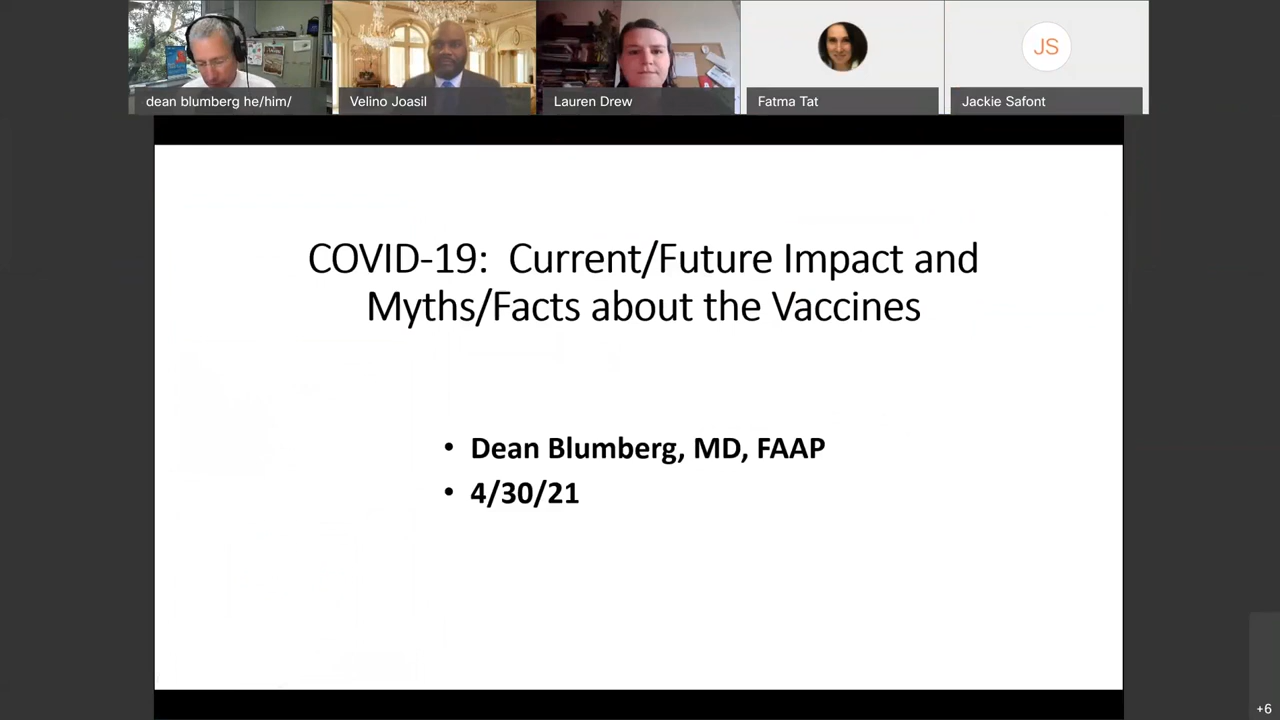 dean blumberg he/him/
Velino Joasil
Lauren Drew
Fatma Tat
JS
Jackie Safont
COVID-19: Current/Future Impact and
Myths/Facts about the Vaccines
• Dean Blumberg, MD, FAAP
• 4/30/21
+6